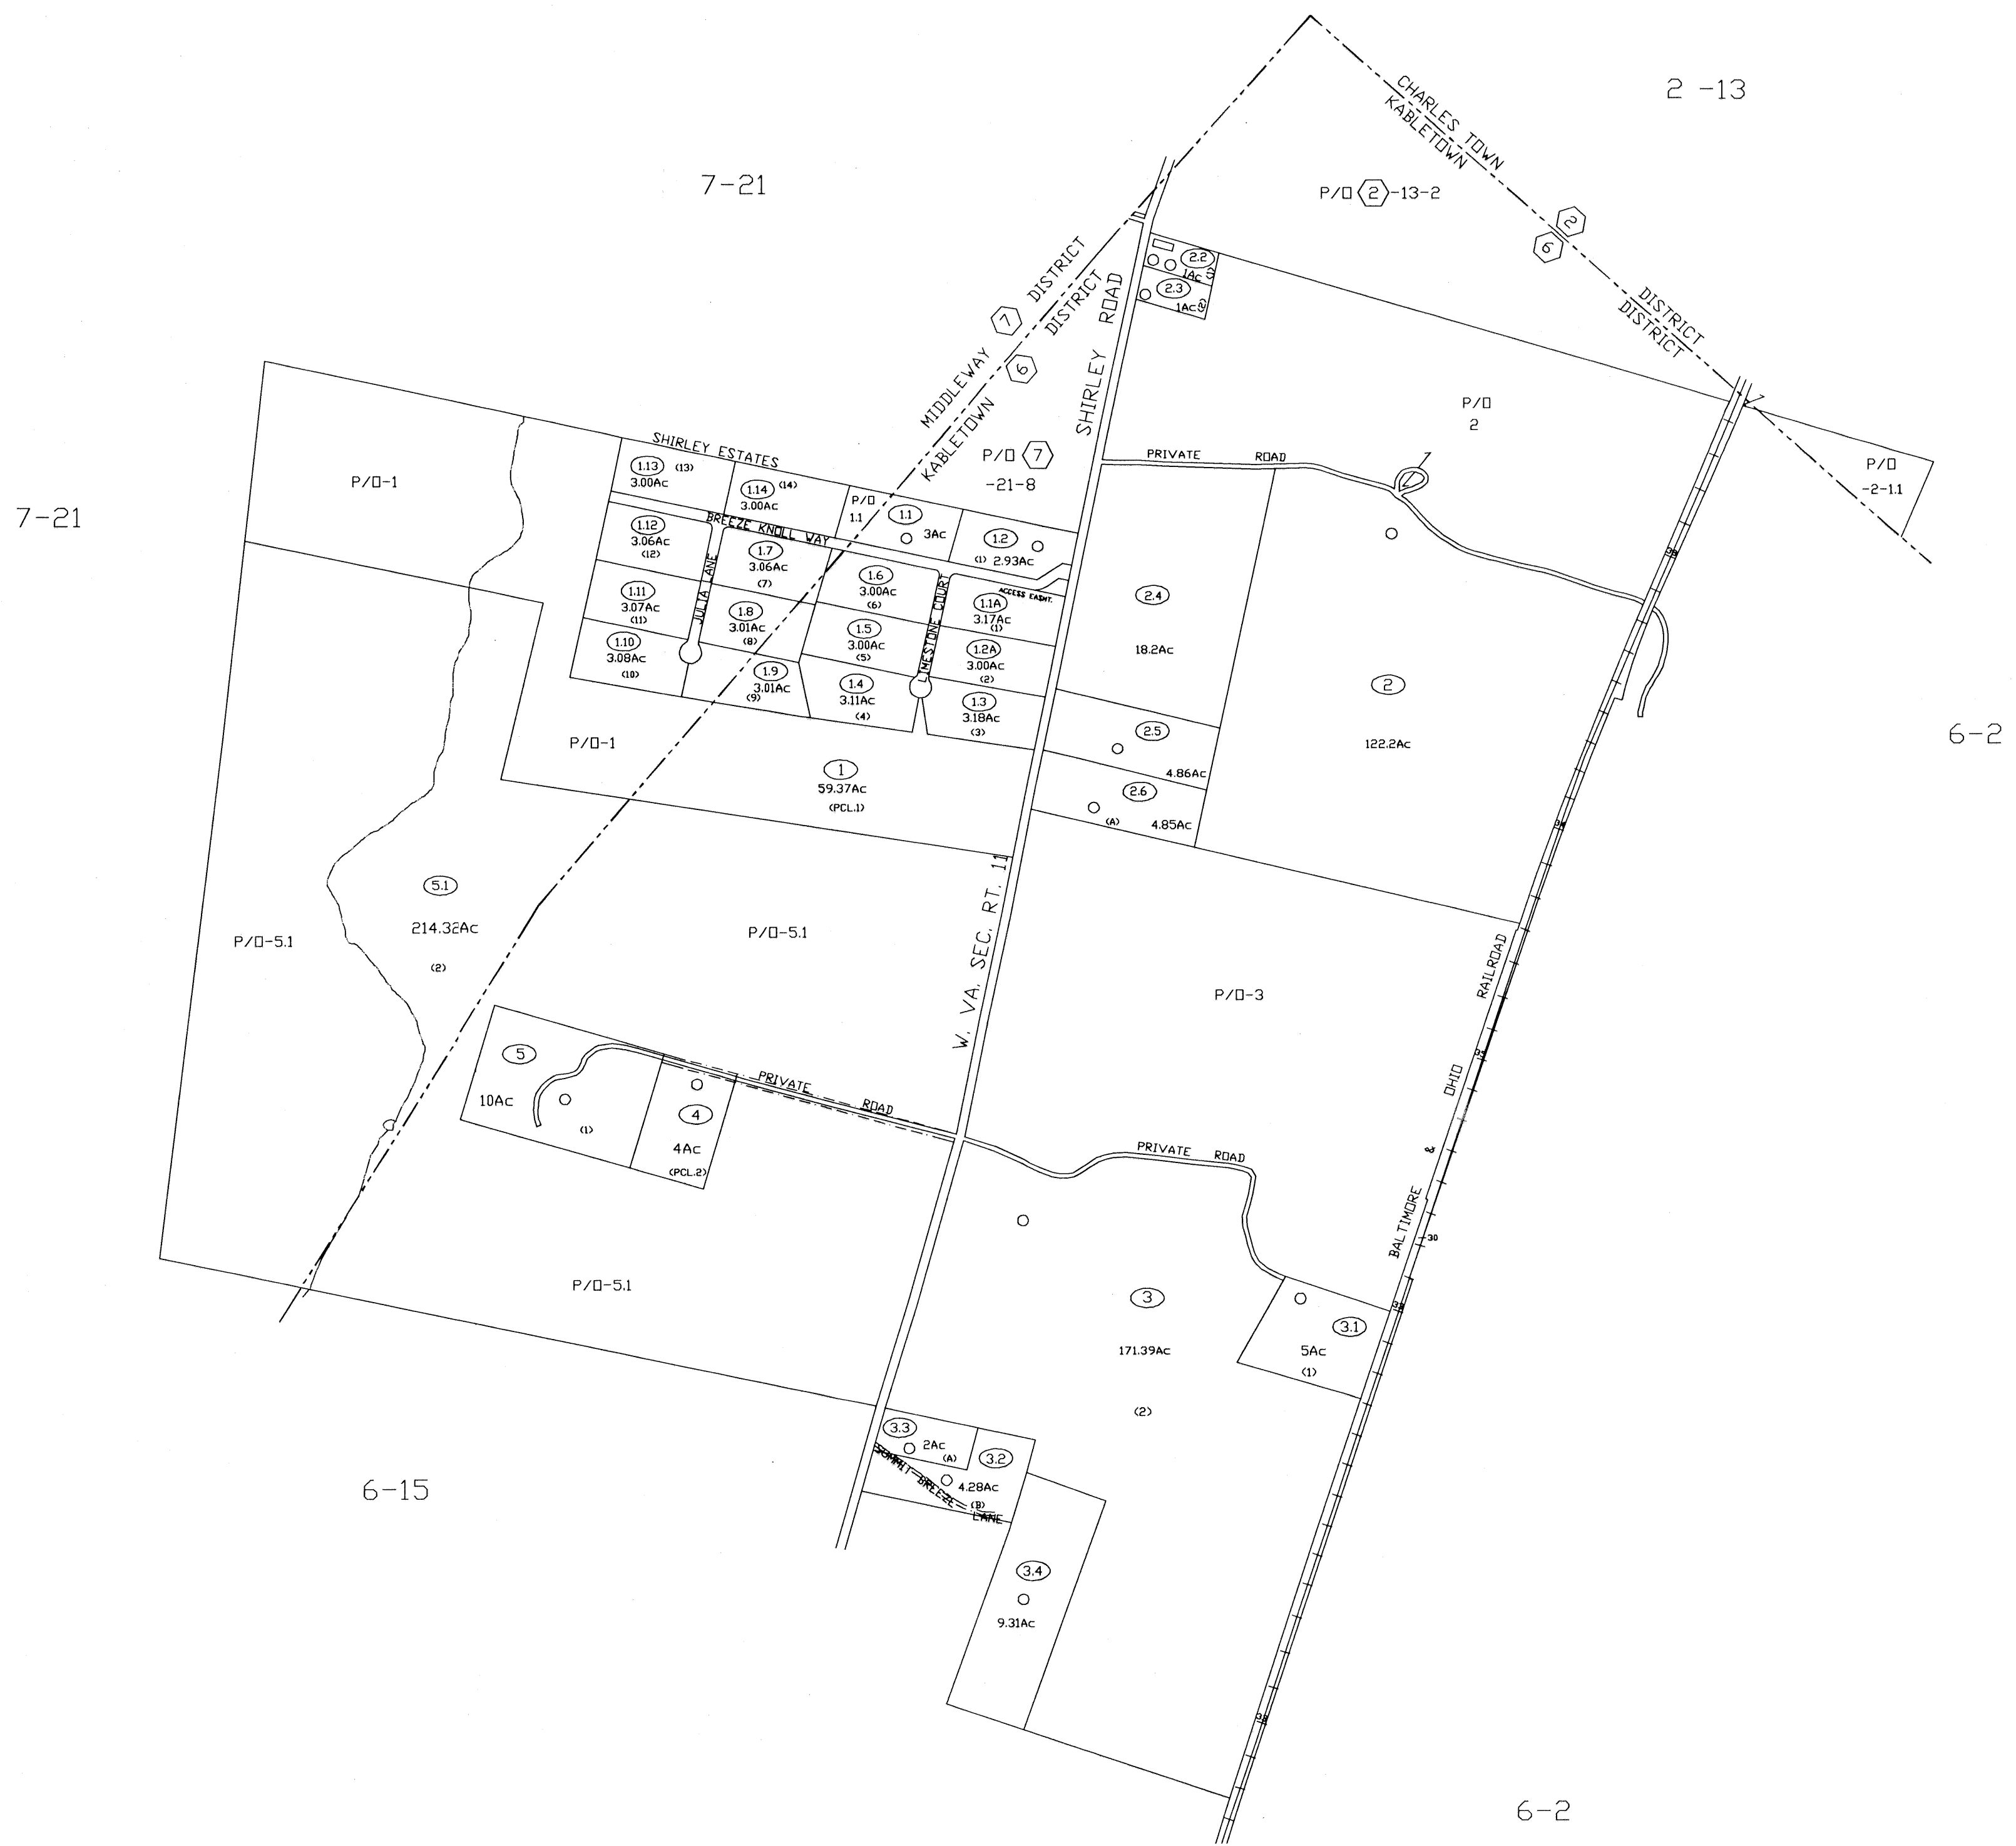 2 -13
CHARLES TOWN
KABLETOWN
7-21
P/O 2 -13-2
2
6
DISTRICT
DISTRICT
2.2
1Ac (1)
2.3
1Ac (2)
MIDDLEWAY 7 DISTRICT
KABLETOWN 6 DISTRICT
SHIRLEY ROAD
P/O
2
P/O 7
-21-8
PRIVATE ROAD
P/O
-2-1.1
7-21
P/O-1
SHIRLEY ESTATES
1.13 (13)
3.00Ac
1.14 (14)
3.00Ac
P/O
1.1
1.1
3Ac
1.2
(1) 2.93Ac
BREEZE KNOLL WAY
1.12
3.06Ac
(12)
1.7
3.06Ac
(7)
1.6
3.00Ac
(6)
ACCESS EASMT.
1.1A
3.17Ac
(1)
JULIA LANE
LIMESTONE COURT
1.11
3.07Ac
(11)
1.8
3.01Ac
(8)
1.5
3.00Ac
(5)
1.2A
3.00Ac
(2)
1.10
3.08Ac
(10)
1.9
3.01Ac
(9)
1.4
3.11Ac
(4)
1.3
3.18Ac
(3)
2.4
18.2Ac
2
122.2Ac
6-2
2.5
4.86Ac
2.6
(A) 4.85Ac
P/O-1
1
59.37Ac
(PCL.1)
5.1
214.32Ac
(2)
P/O-5.1
P/O-5.1
W. VA. SEC. RT. 11
P/O-3
BALTIMORE & OHIO RAILROAD
5
10Ac
(1)
4
4Ac
(PCL.2)
PRIVATE ROAD
PRIVATE ROAD
30
P/O-5.1
3
171.39Ac
(2)
3.1
5Ac
(1)
3.3
2Ac
(A)
3.2
4.28Ac
(B)
SUMMIT BREEZE LANE
6-15
3.4
9.31Ac
6-2